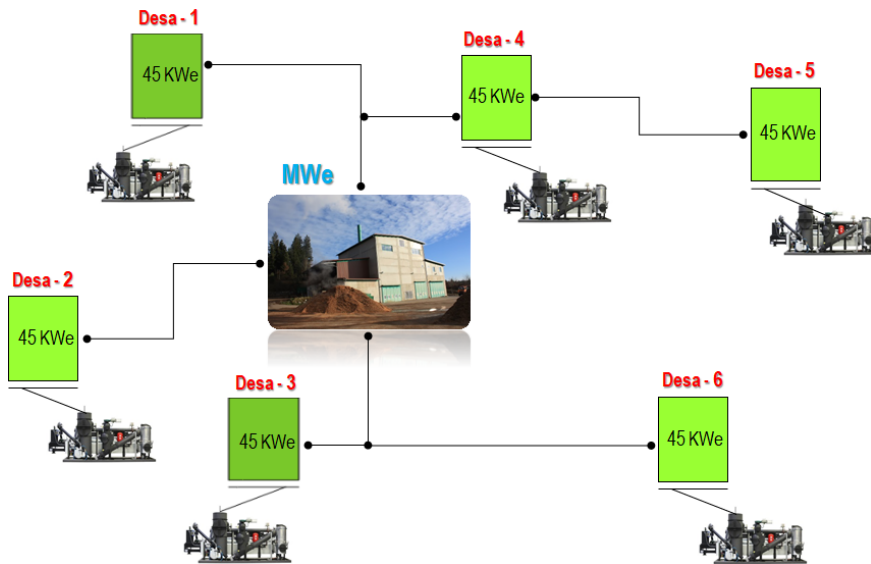 Desa - 1
45 KWe
Desa - 4
45 KWe
Desa - 5
45 KWe
MWe
Desa - 2
45 KWe
Desa - 3
45 KWe
Desa - 6
45 KWe